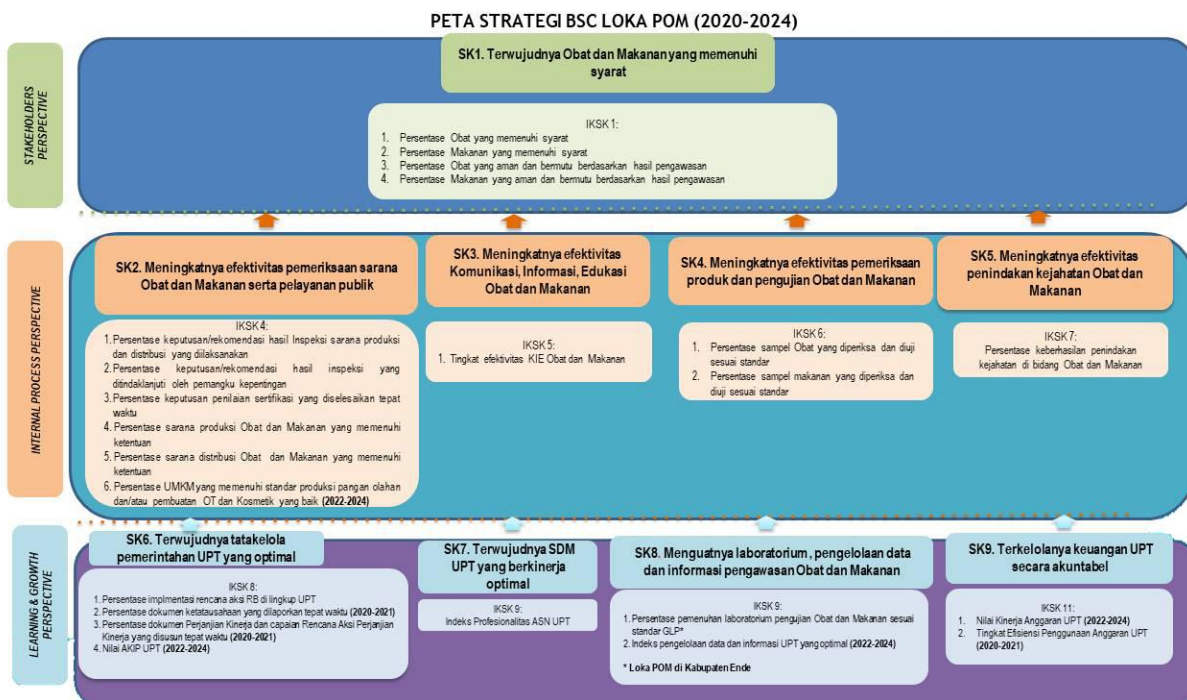 PETA STRATEGI BSC LOKA POM (2020-2024)
STAKEHOLDERS
PERSPECTIVE
SK1. Terwujudnya Obat dan Makanan yang memenuhi
syarat
IKSK 1:
1. Persentase Obat yang memenuhi syarat
2. Persentase Makanan yang memenuhi syarat
3. Persentase Obat yang aman dan bermutu berdasarkan hasil pengawasan
4. Persentase Makanan yang aman dan bermutu berdasarkan hasil pengawasan
INTERNAL PROCESS PERSPECTIVE
SK2. Meningkatnya efektivitas pemeriksaan sarana
Obat dan Makanan serta pelayanan publik
IKSK 4:
1. Persentase keputusan/rekomendasi hasil Inspeksi sarana produksi
dan distribusi yang dilaksanakan
2. Persentase keputusan/rekomendasi hasil inspeksi yang
ditindaklanjuti oleh pemangku kepentingan
3. Persentase keputusan penilaian sertifikasi yang diselesaikan tepat
waktu
4. Persentase sarana produksi Obat dan Makanan yang memenuhi
ketentuan
5. Persentase sarana distribusi Obat dan Makanan yang memenuhi
ketentuan
6. Persentase UMKM yang memenuhi standar produksi pangan olahan
dan/atau pembuatan OT dan Kosmetik yang baik (2022-2024)
SK3. Meningkatnya efektivitas
Komunikasi, Informasi, Edukasi
Obat dan Makanan
IKSK 5:
1. Tingkat efektivitas KIE Obat dan Makanan
SK4. Meningkatnya efektivitas pemeriksaan
produk dan pengujian Obat dan Makanan
IKSK 6:
1. Persentase sampel Obat yang diperiksa dan diuji
sesuai standar
2. Persentase sampel makanan yang diperiksa dan
diuji sesuai standar
SK5. Meningkatnya efektivitas
penindakan kejahatan Obat dan
Makanan
IKSK 7:
Persentase keberhasilan penindakan
kejahatan di bidang Obat dan Makanan
LEARNING & GROWTH
PERSPECTIVE
SK6. Terwujudnya tatakelola
pemerintahan UPT yang optimal
IKSK 8:
1. Persentase implmntasi rencana aksi RB di lingkup UPT
2. Persentase dokumen ketatausahaan yang dilaporkan tepat waktu (2020-2021)
3. Persentase dokumen Perjanjian Kinerja dan capaian Rencana Aksi Perjanjian
Kinerja yang disusun tepat waktu (2020-2021)
4. Nilai AKIP UPT (2022-2024)
SK7. Terwujudnya SDM
UPT yang berkinerja
optimal
IKSK 9:
Indeks Profesionalitas ASN UPT
SK8. Menguatnya laboratorium, pengelolaan data
dan informasi pengawasan Obat dan Makanan
IKSK 9:
1. Persentase pemenuhan laboratorium pengujian Obat dan Makanan sesuai
standar GLP*
2. Indeks pengelolaan data dan informasi UPT yang optimal (2022-2024)
* Loka POM di Kabupaten Ende
SK9. Terkelolanya keuangan UPT
secara akuntabel
IKSK 11:
1. Nilai Kinerja Anggaran UPT (2022-2024)
2. Tingkat Efisiensi Penggunaan Anggaran UPT
(2020-2021)